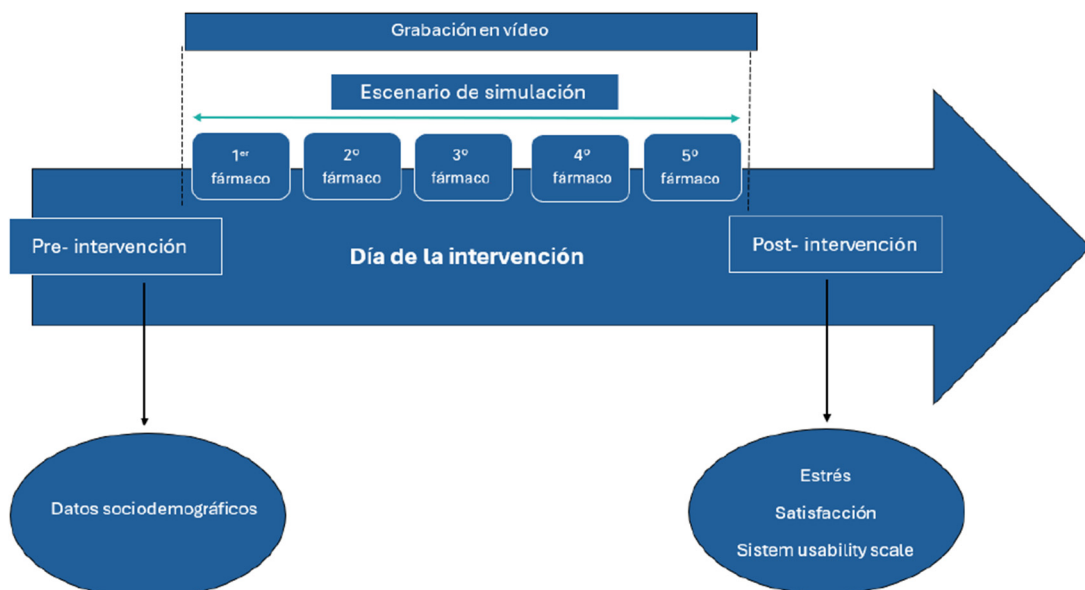 Grabación en vídeo
Escenario de simulación
1er
fármaco
2º
fármaco
3º
fármaco
4º
fármaco
5º
fármaco
Pre- intervención
Día de la intervención
Post- intervención
Datos sociodemográficos
Estrés
Satisfacción
Sistem usability scale